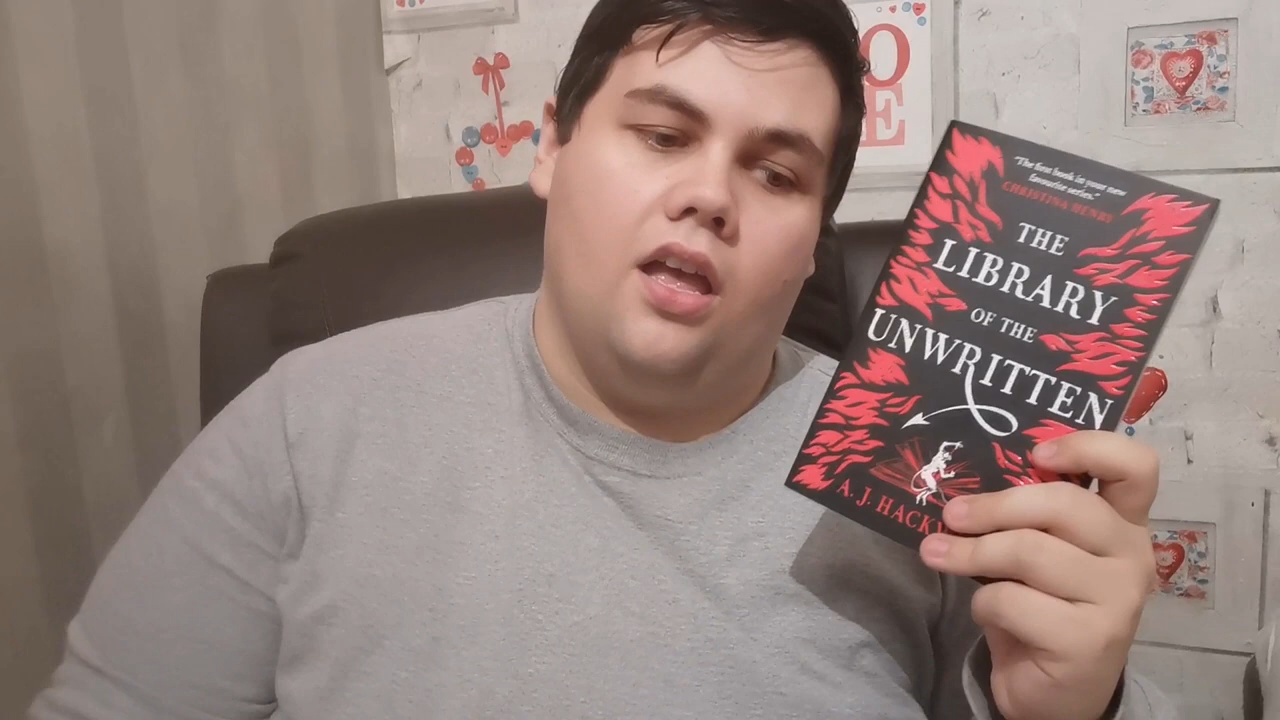 "The first book in your new
favourite series."
CHRISTINA HENRY
THE
LIBRARY
OF THE
UNWRITTEN
A. J. HACK
O
E